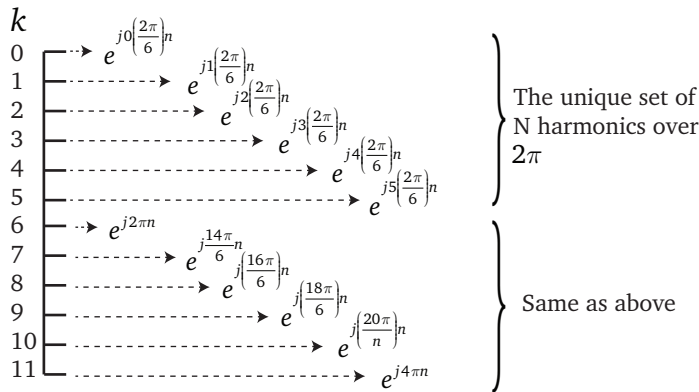 k
0 e^{j0(2π/6)n}
1 e^{j1(2π/6)n}
2 e^{j2(2π/6)n}
3 e^{j3(2π/6)n}
4 e^{j4(2π/6)n}
5 e^{j5(2π/6)n}
The unique set of
N harmonics over
2π
6 e^{j2πn}
7 e^{j14π/6 n}
8 e^{j(16π/6)n}
9 e^{j(18π/6)n}
10 e^{j(20π/n)n}
11 e^{j4πn}
Same as above